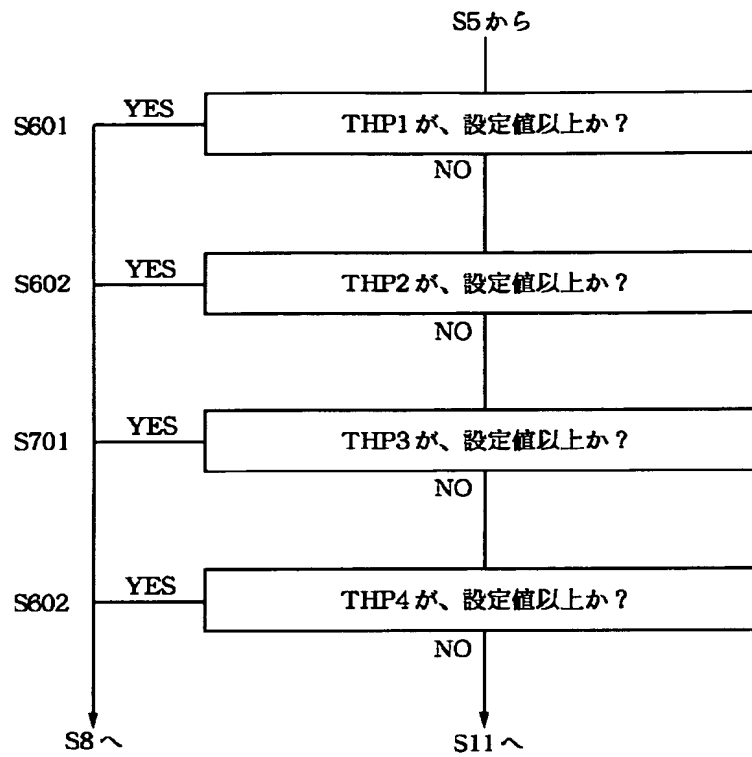 S5から
S601
YES
THP1が、設定値以上か？
NO
S602
YES
THP2が、設定値以上か？
NO
S701
YES
THP3が、設定値以上か？
NO
S602
YES
THP4が、設定値以上か？
NO
S8へ
S11へ